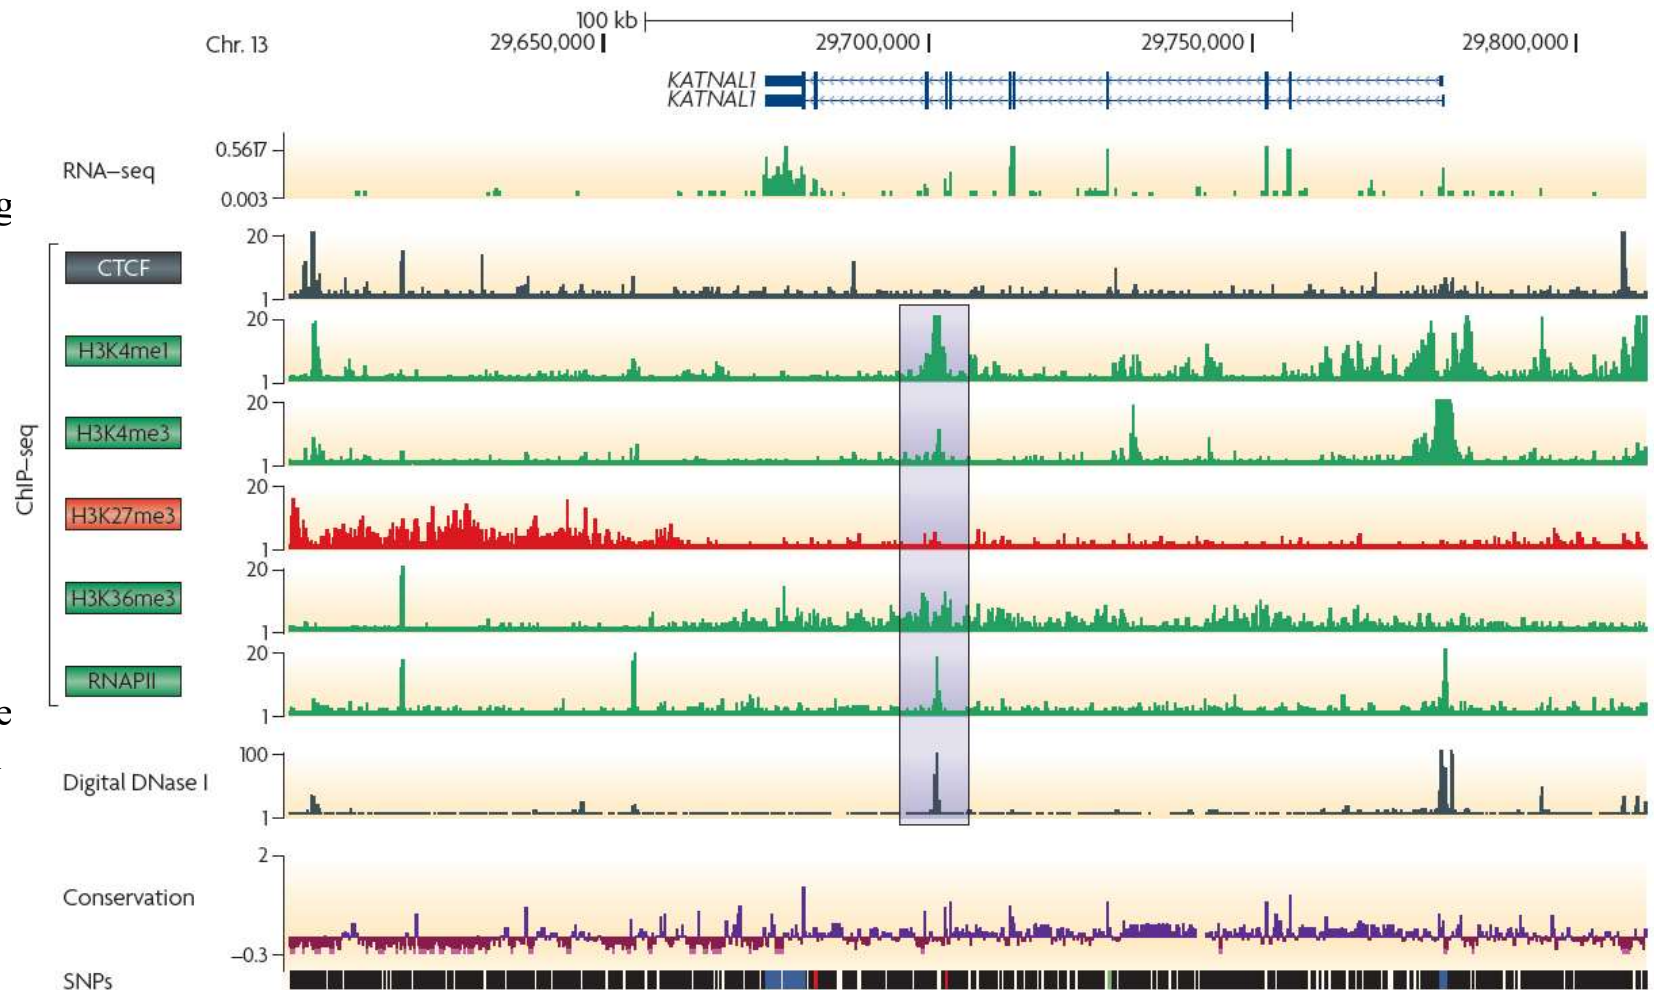 100 kb
Chr. 13 29,650,000 29,700,000 29,750,000 29,800,000
KATNAL1
KATNAL1
0.5617
RNA–seq
0.003
g
20
CTCF
1
20
H3K4me1
1
20
H3K4me3
1
ChIP–seq
20
H3K27me3
1
20
H3K36me3
1
20
RNAPII
e
1
100
Digital DNase I
1
2
Conservation
–0.3
SNPs